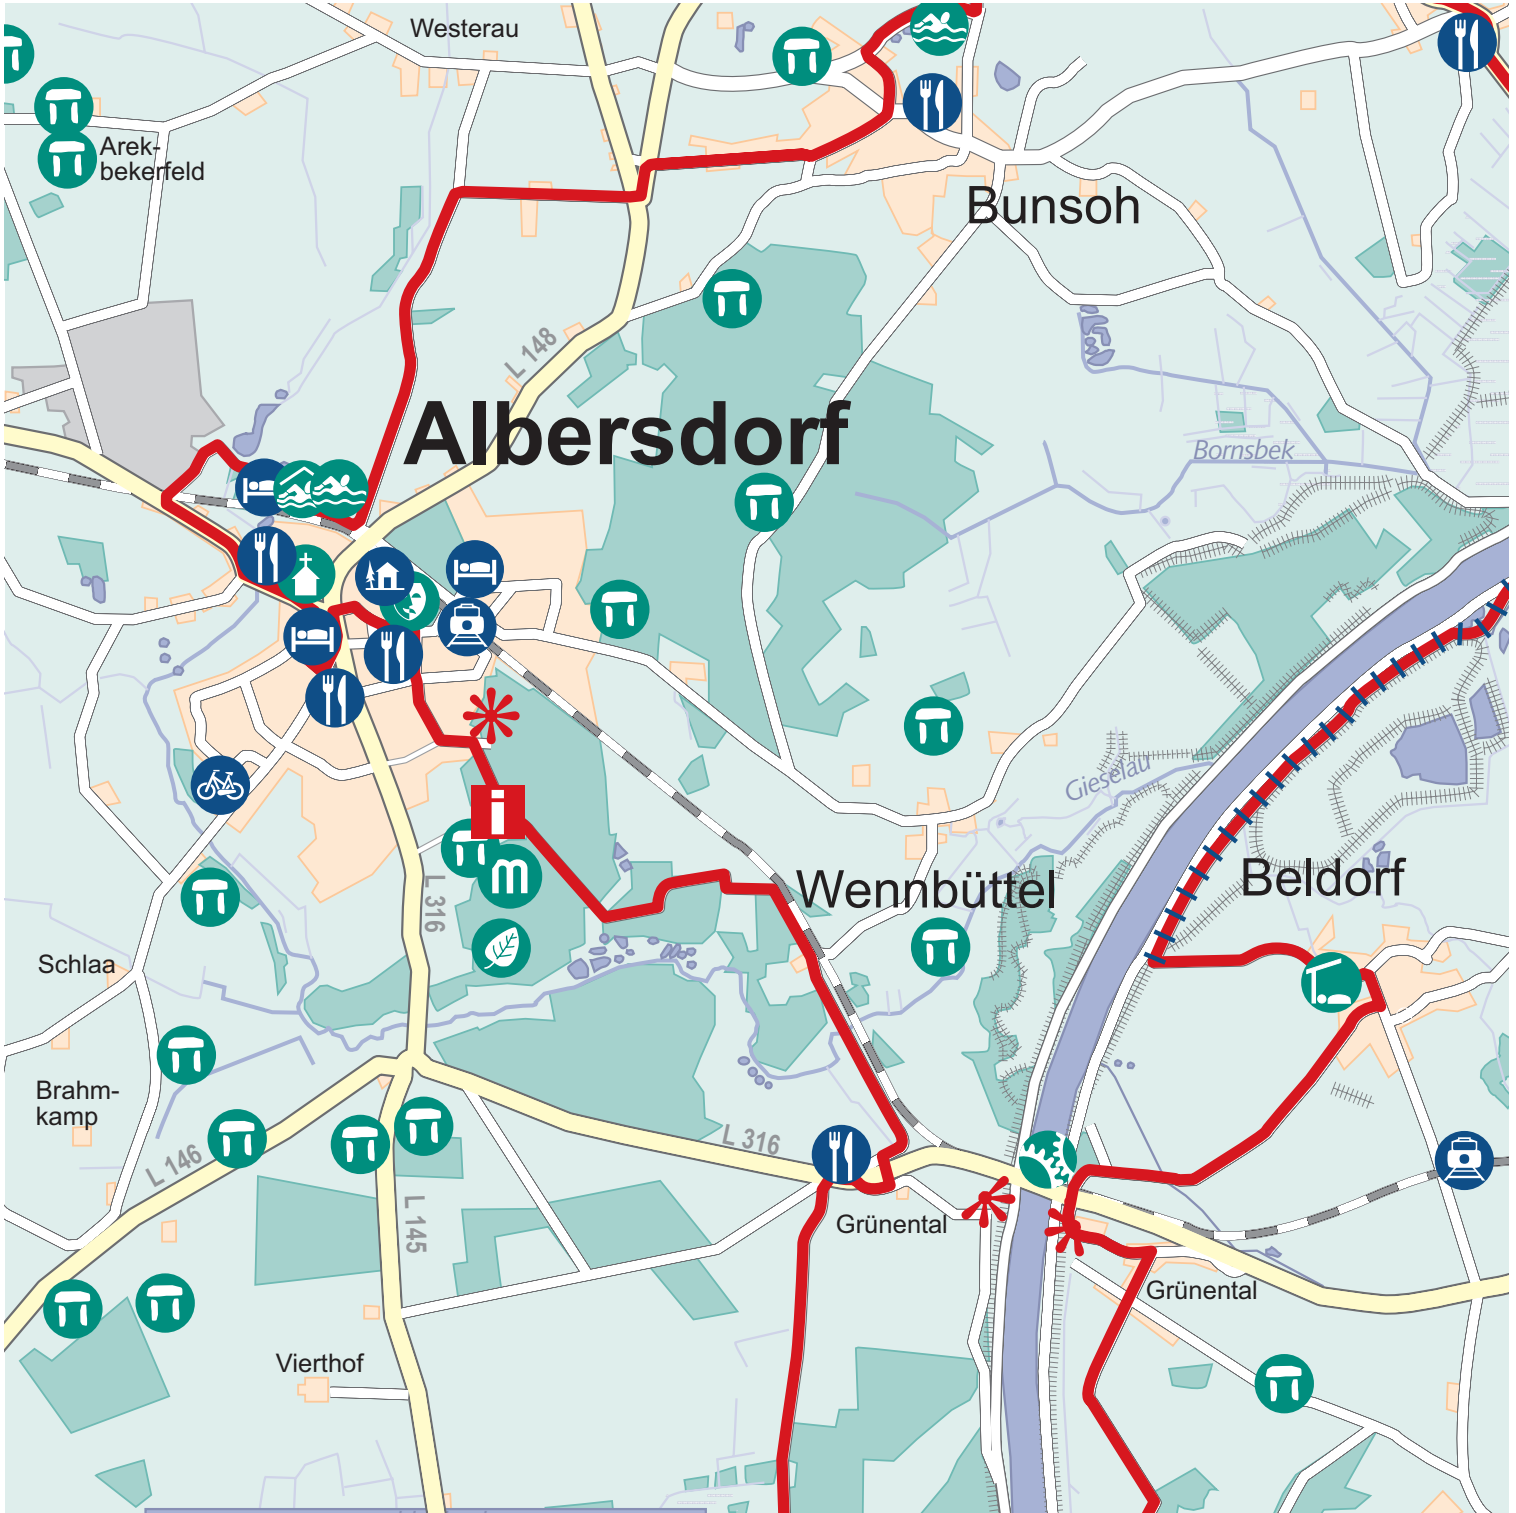 Westerau
Arek-
bekerfeld
Bunsoh
L 148
Albersdorf
Bornsbek
Gieselau
Wennbüttel
Beldorf
L 316
Schlaa
Brahm-
kamp
L 146
L 316
L 145
Grünental
Grünental
Vierthof
i
m